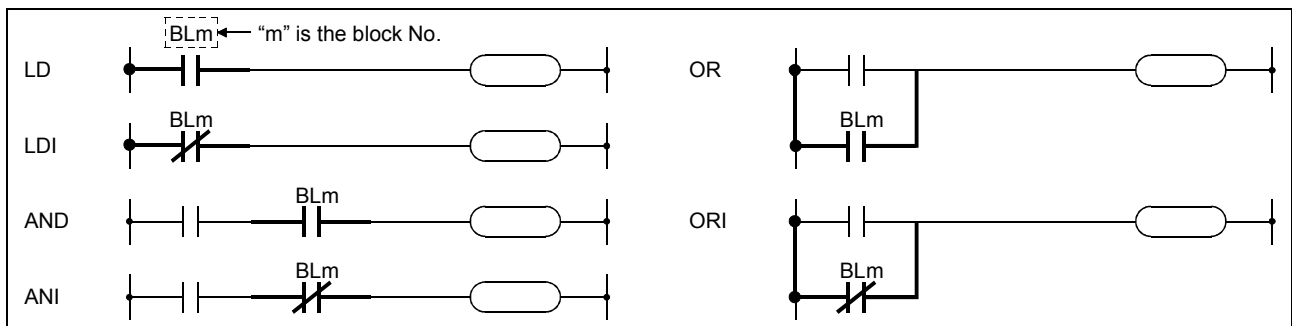 BLm "m" is the block No.
LD
BLm
LDI
BLm
AND
BLm
ANI
OR
BLm
ORI
BLm